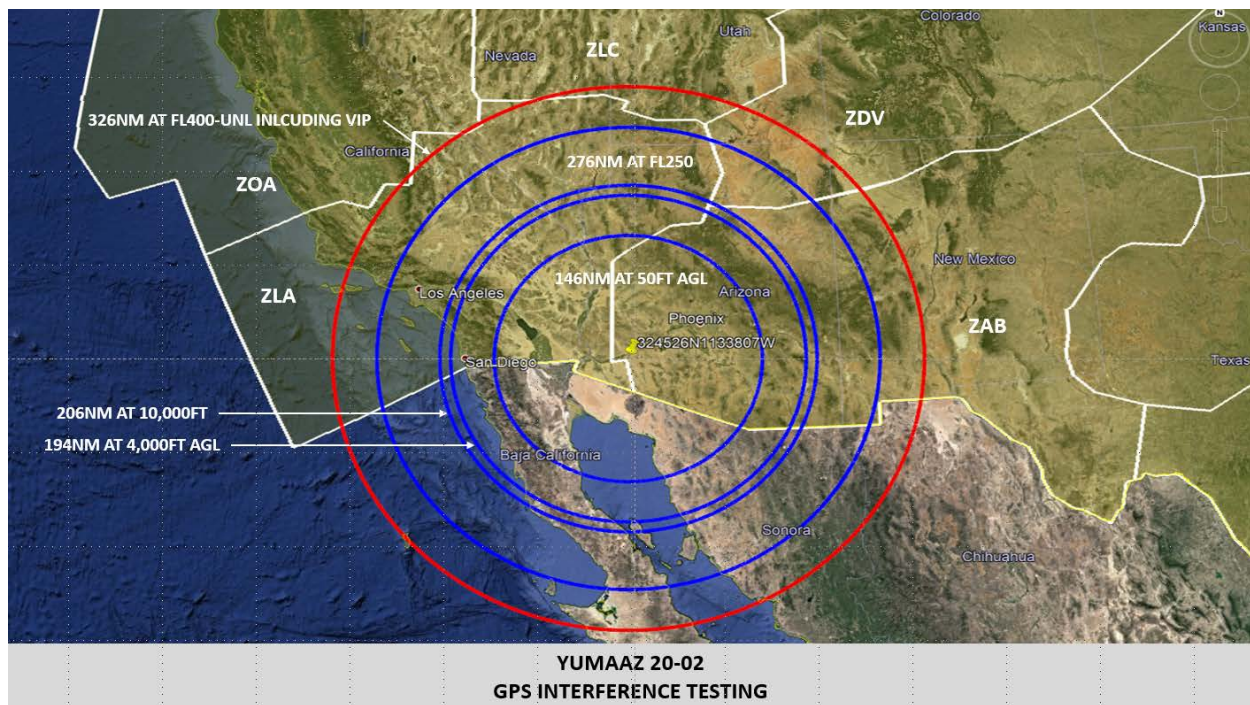 Colorado
Kansas
Utah
Nevada
ZLC
326NM AT FL400-UNL INLCUDING VIP
ZDV
California
276NM AT FL250
ZOA
New Mexico
146NM AT 50FT AGL
Arizona
ZLA
Los Angeles
Phoenix
ZAB
324526N1133807W
San Diego
Texas
206NM AT 10,000FT
194NM AT 4,000FT AGL
Baja California
Sonora
Chihuahua
YUMAAZ 20-02
GPS INTERFERENCE TESTING